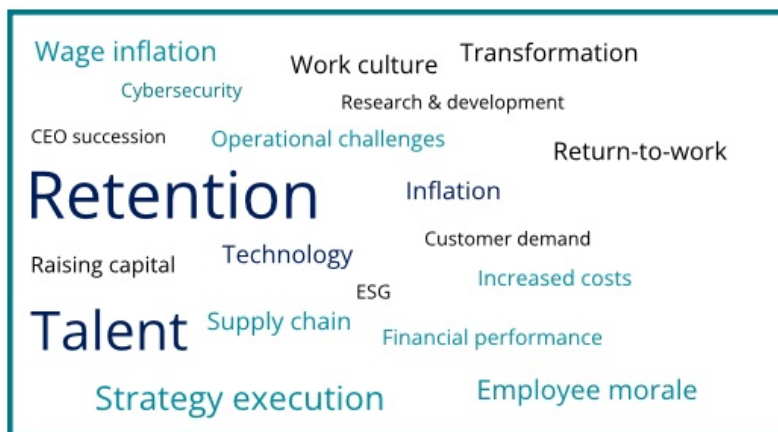 Wage inflation
Work culture
Transformation
Cybersecurity
Research & development
CEO succession
Operational challenges
Return-to-work
Retention
Inflation
Customer demand
Technology
Raising capital
Increased costs
ESG
Talent
Supply chain
Financial performance
Strategy execution
Employee morale